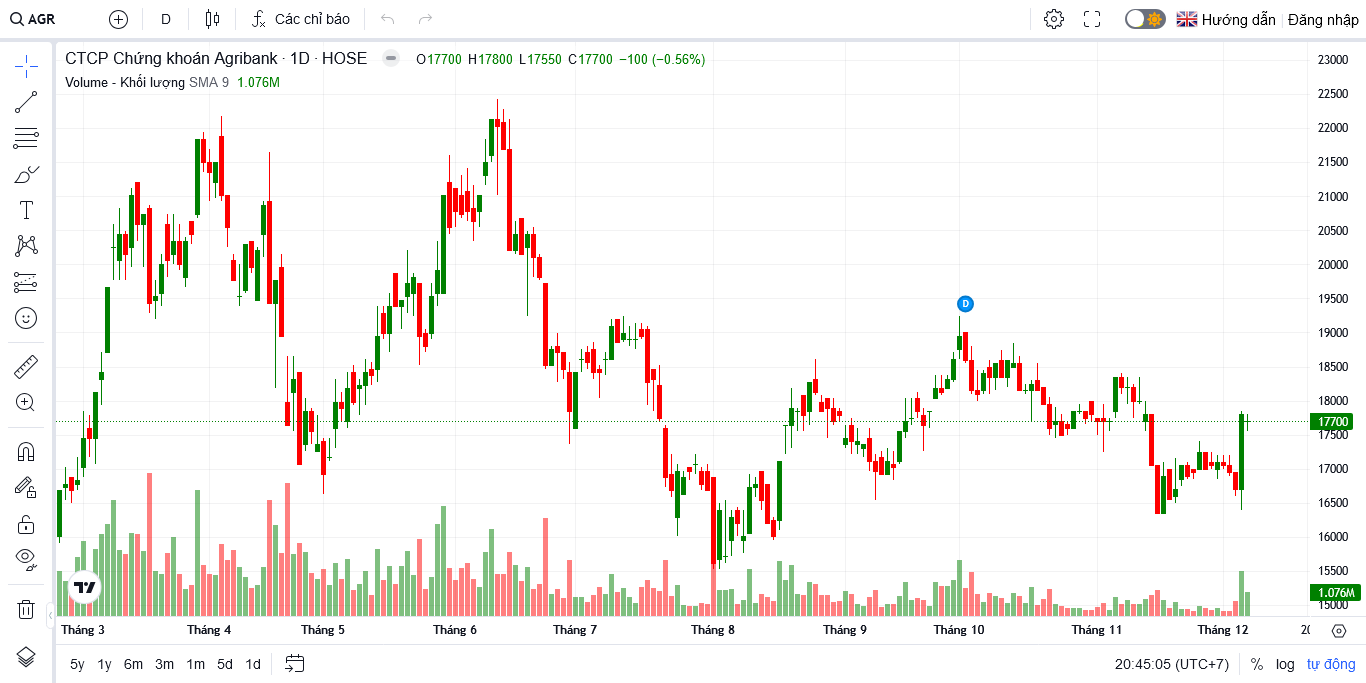 AGR D Các chỉ báo Hướng dẫn Đăng nhập
CTCP Chứng khoán Agribank · 1D · HOSE O17700 H17800 L17550 C17700 −100 (−0.56%)
Volume - Khối lượng SMA 9 1.076M
23000
22500
22000
21500
21000
20500
20000
19500
19000
18500
18000
17700
17500
17000
16500
16000
15500
1.076M
15000
D
Tháng 3 Tháng 4 Tháng 5 Tháng 6 Tháng 7 Tháng 8 Tháng 9 Tháng 10 Tháng 11 Tháng 12
5y 1y 6m 3m 1m 5d 1d 20:45:05 (UTC+7) % log tự động